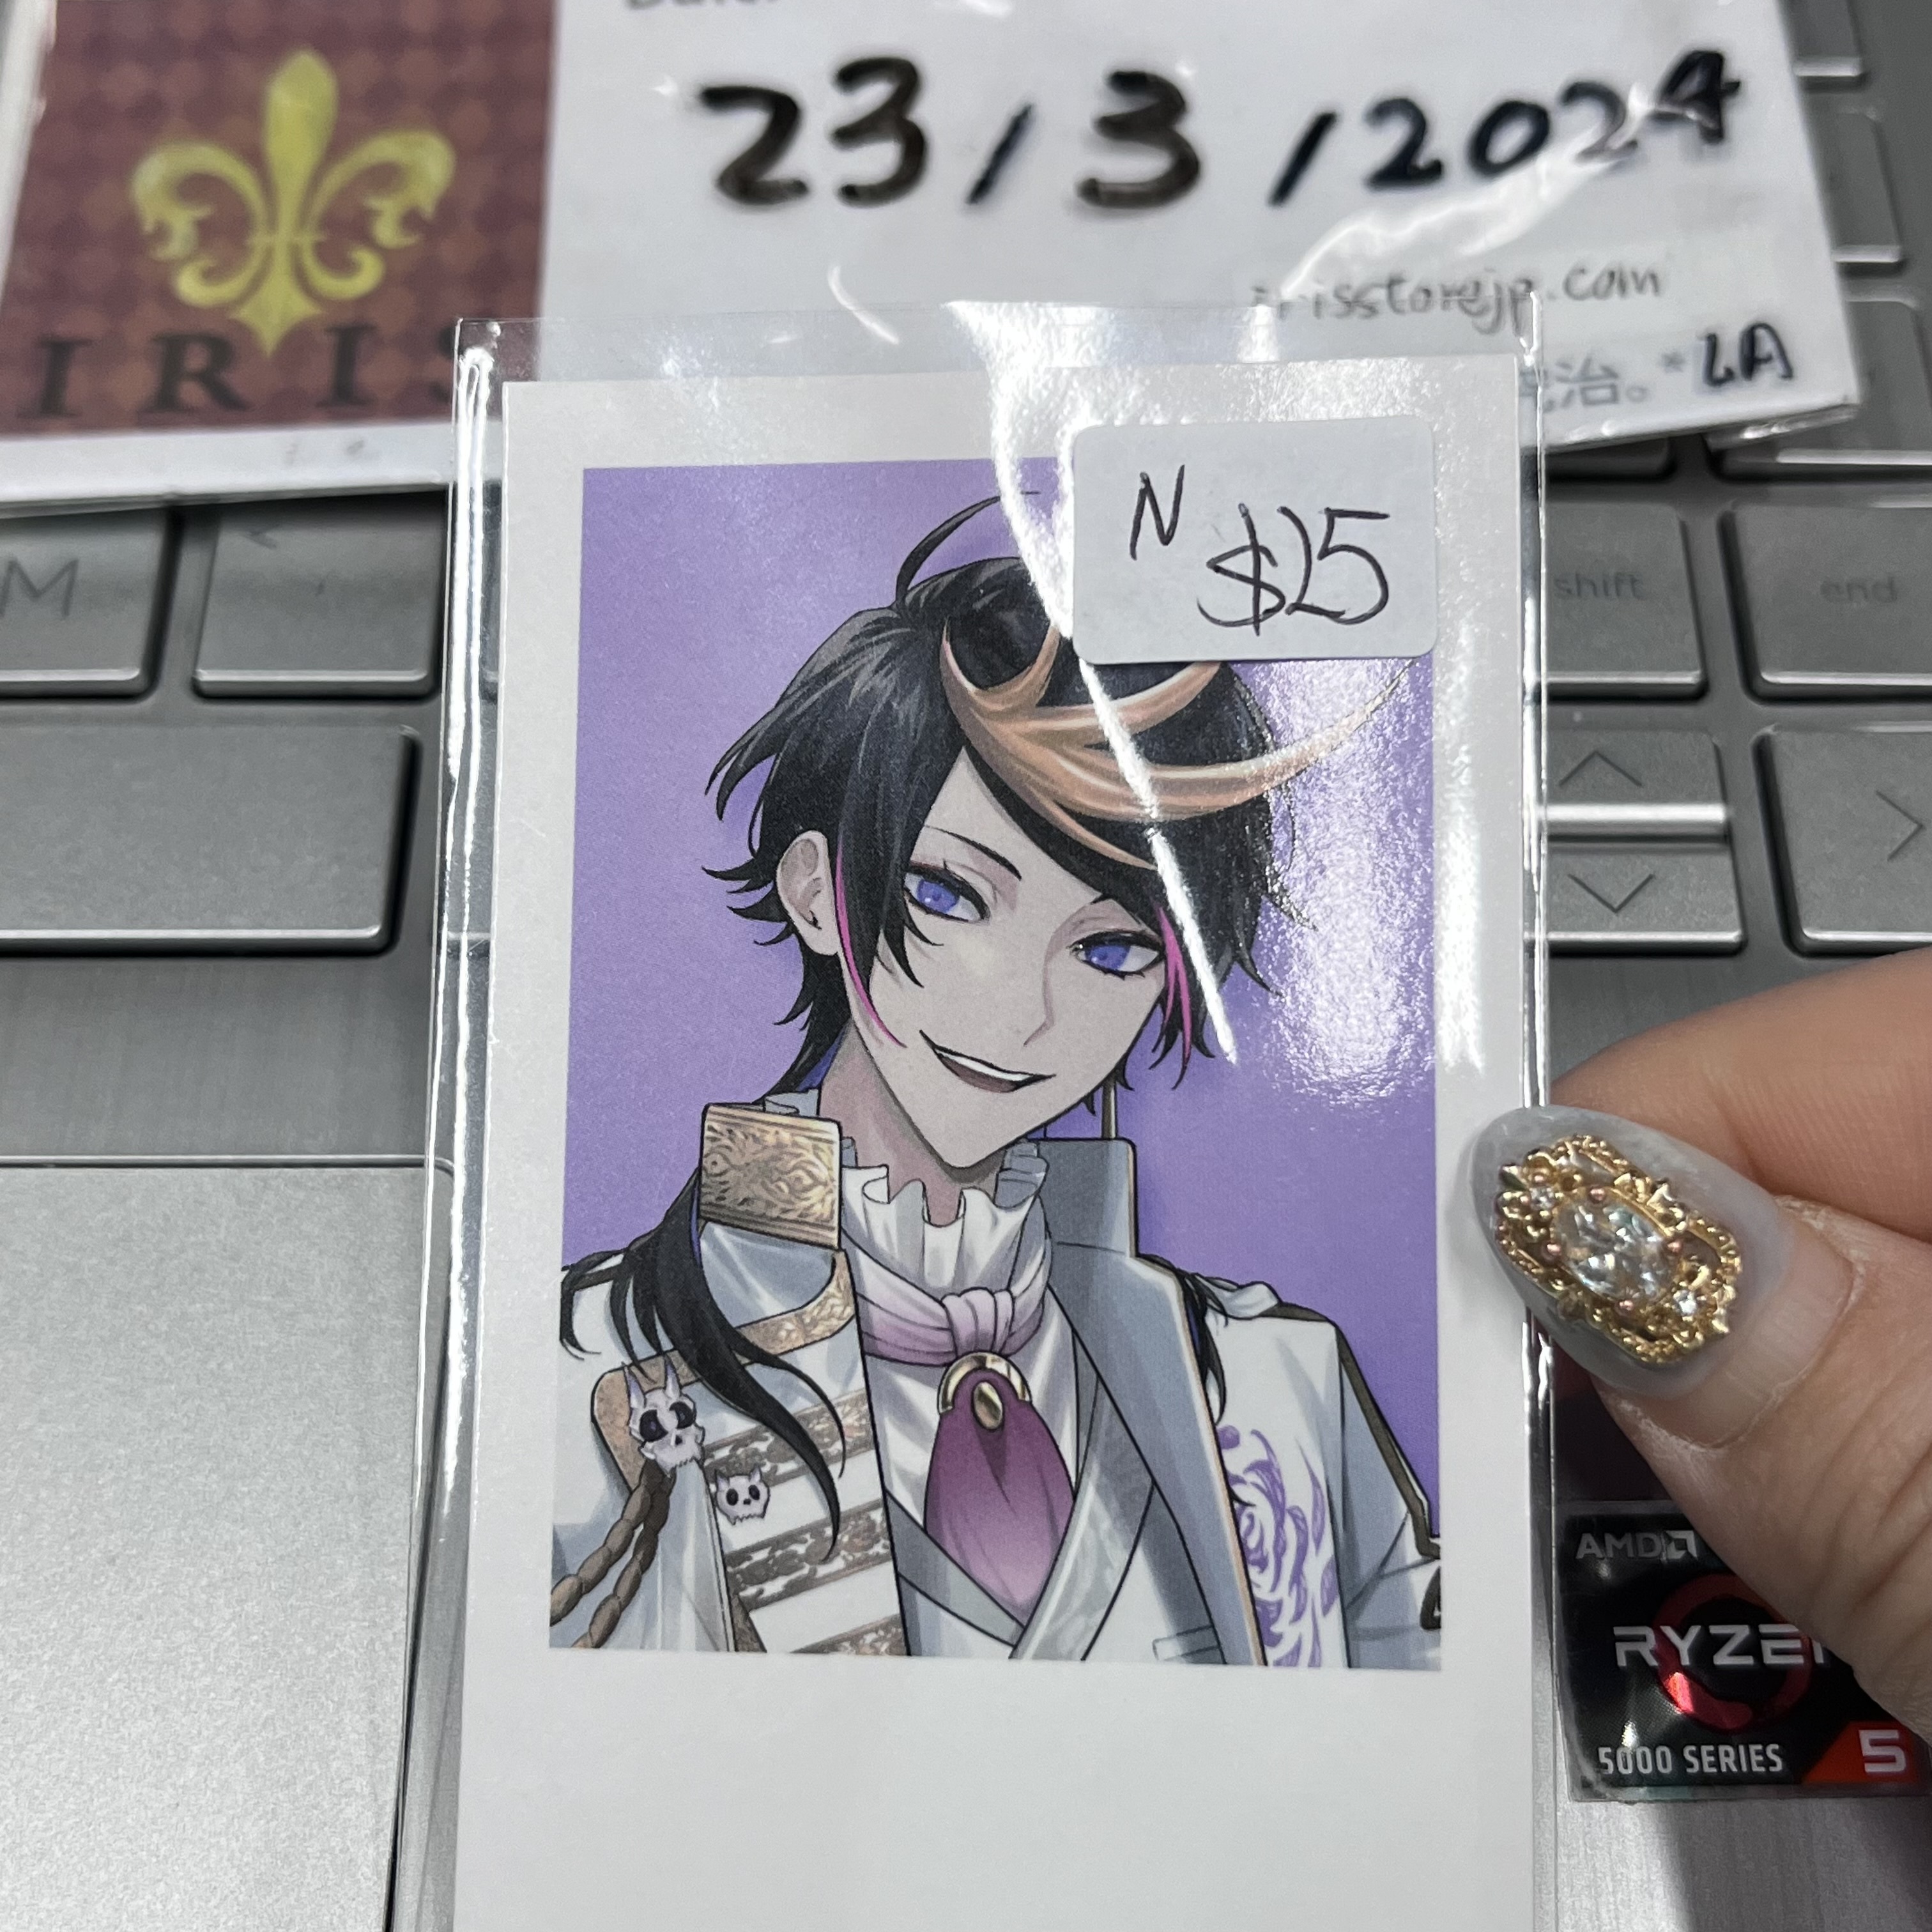 23/3/2024
irisstorejp.com
治。*LA
IRIS
N
$25
M
shift
end
AMD
RYZEN
5000 SERIES
5